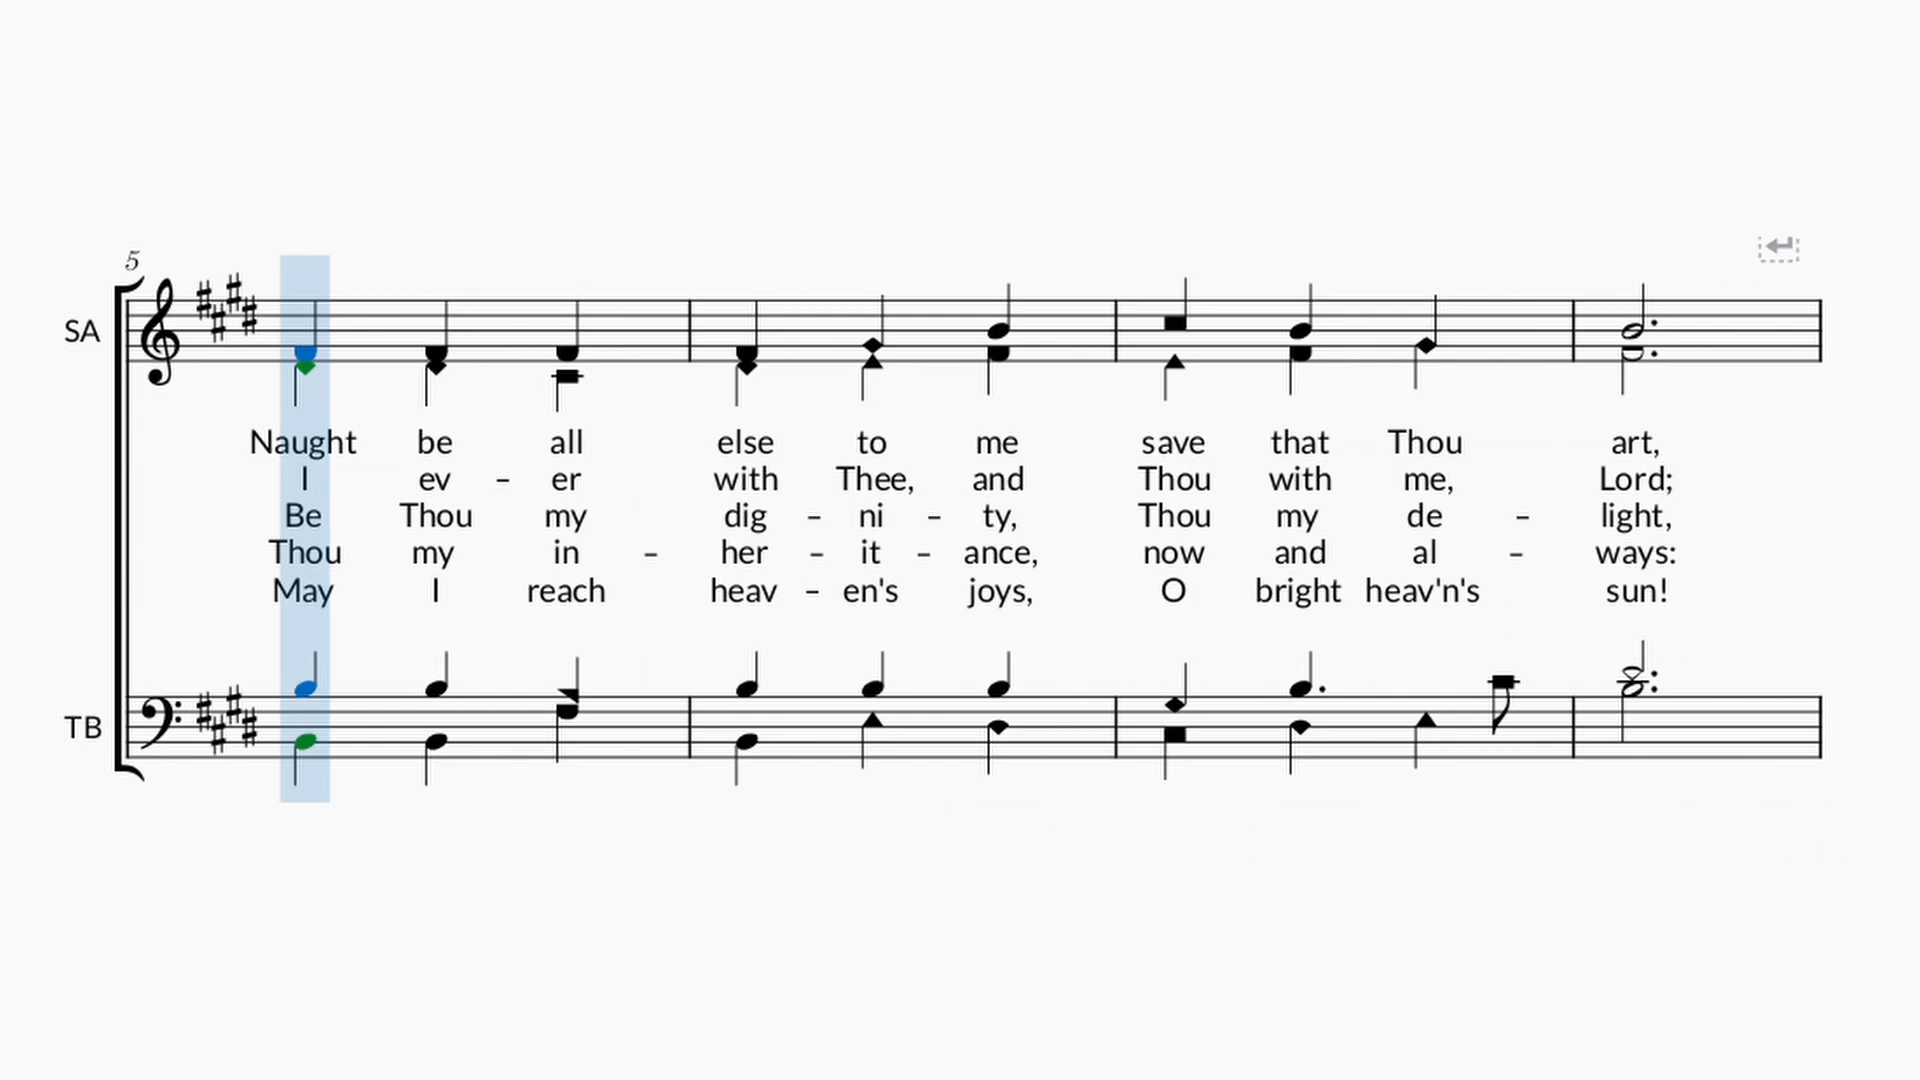 5
SA
Naught be all else to me save that Thou art,
I ev – er with Thee, and Thou with me, Lord;
Be Thou my dig – ni – ty, Thou my de – light,
Thou my in – her – it – ance, now and al – ways:
May I reach heav – en's joys, O bright heav'n's sun!
TB